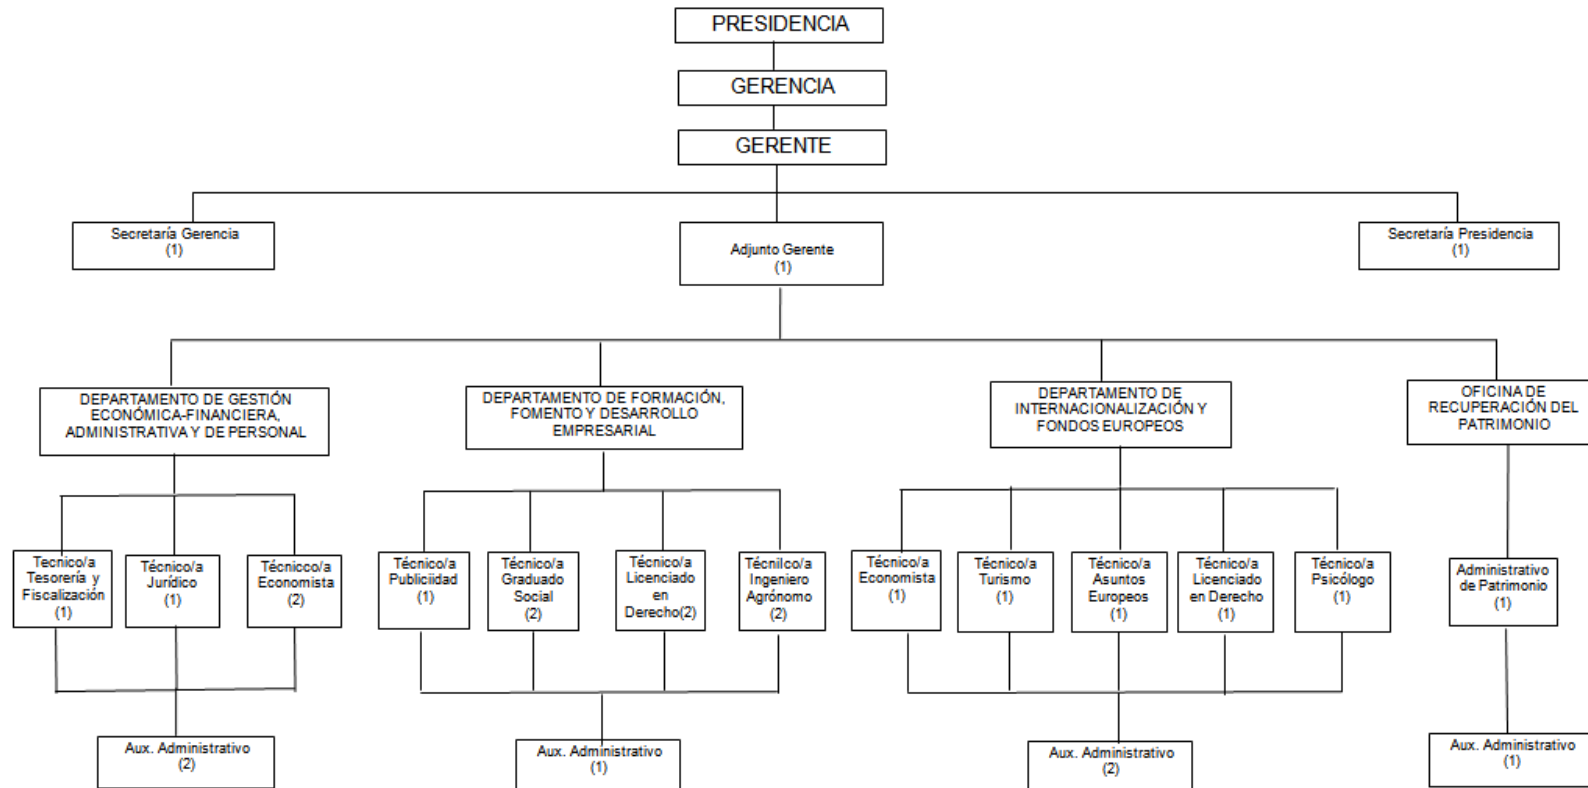 PRESIDENCIA
GERENCIA
GERENTE
Secretaría Gerencia
(1)
Adjunto Gerente
(1)
Secretaría Presidencia
(1)
DEPARTAMENTO DE GESTIÓN
ECONÓMICA-FINANCIERA,
ADMINISTRATIVA Y DE PERSONAL
DEPARTAMENTO DE FORMACIÓN,
FOMENTO Y DESARROLLO
EMPRESARIAL
DEPARTAMENTO DE
INTERNACIONALIZACIÓN Y
FONDOS EUROPEOS
OFICINA DE
RECUPERACIÓN DEL
PATRIMONIO
Tecnico/a
Tesorería y
Fiscalización
(1)
Técnico/a
Jurídico
(1)
Técnicco/a
Economista
(2)
Técnico/a
Publiciidad
(1)
Técnico/a
Graduado
Social
(2)
Técnico/a
Licenciado
en
Derecho(2)
Técnilco/a
Ingeniero
Agrónomo
(2)
Técnico/a
Economista
(1)
Técnico/a
Turismo
(1)
Técnico/a
Asuntos
Europeos
(1)
Técnico/a
Licenciado
en Derecho
(1)
Técnico/a
Psicólogo
(1)
Administrativo
de Patrimonio
(1)
Aux. Administrativo
(2)
Aux. Administrativo
(1)
Aux. Administrativo
(2)
Aux. Administrativo
(1)